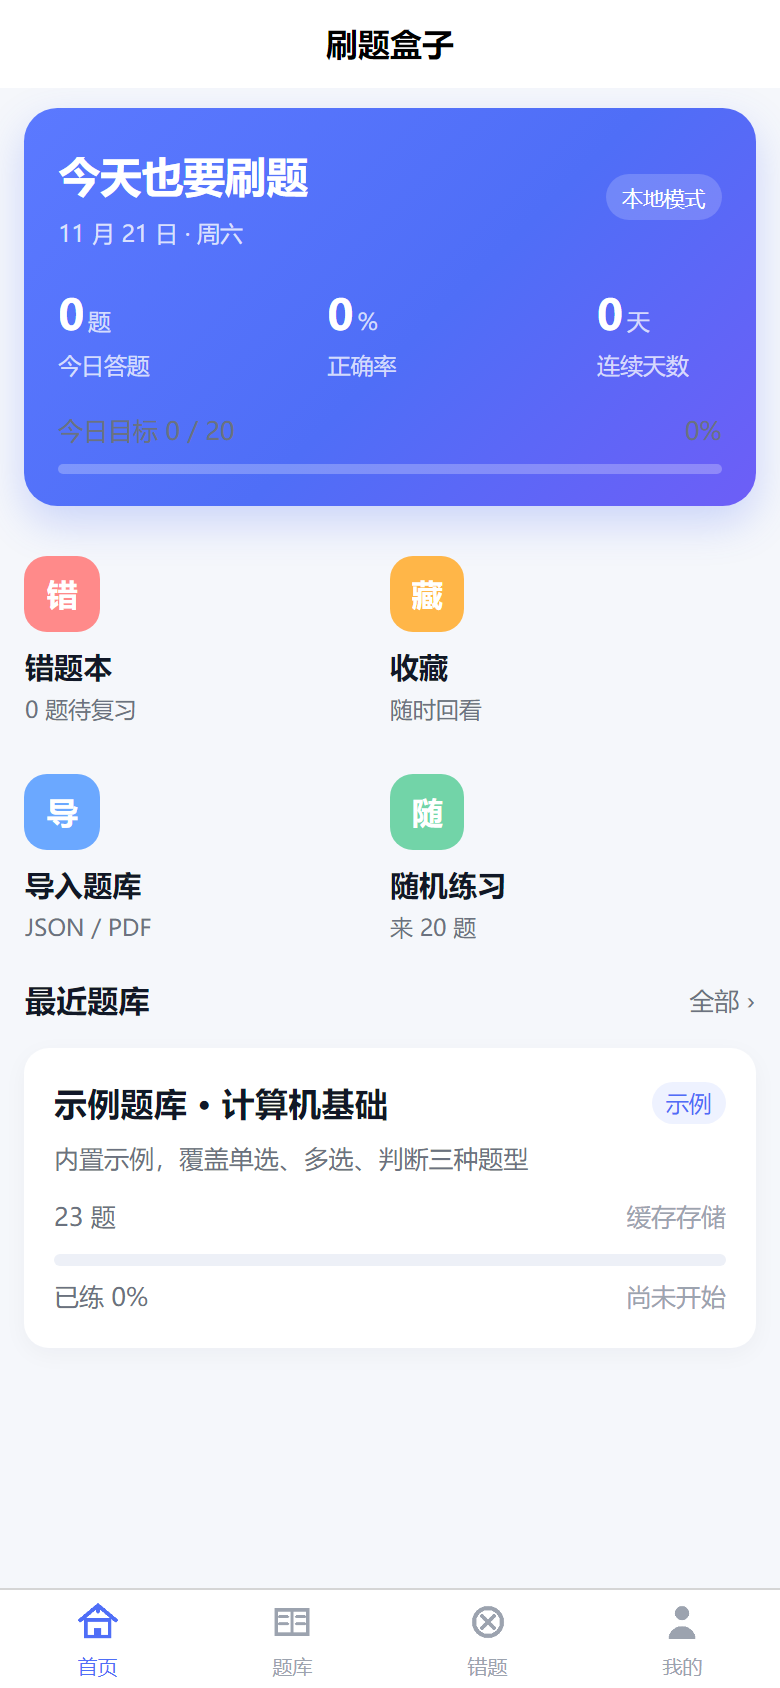 刷题盒子
今天也要刷题
11 月 21 日 · 周六
本地模式
0 题
0 %
0 天
今日答题
正确率
连续天数
今日目标 0 / 20
0%
错
藏
错题本
收藏
0 题待复习
随时回看
导
随
导入题库
随机练习
JSON / PDF
来 20 题
最近题库
全部 ›
示例题库 · 计算机基础
示例
内置示例，覆盖单选、多选、判断三种题型
23 题
缓存存储
已练 0%
尚未开始
首页
题库
错题
我的